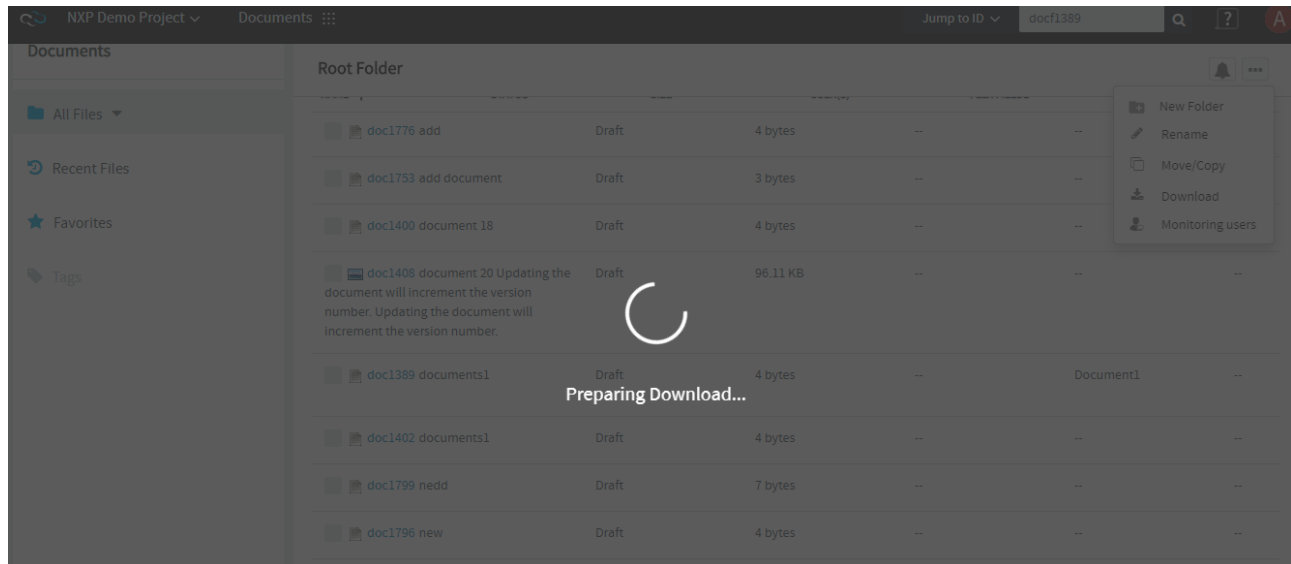 NXP Demo Project
Documents
Jump to ID
docf1389
?
A
Documents
Root Folder
All Files
Recent Files
Favorites
Tags
New Folder
Rename
Move/Copy
Download
Monitoring users
doc1776 add Draft 4 bytes -- --
doc1753 add document Draft 3 bytes -- --
doc1400 document 18 Draft 4 bytes -- --
doc1408 document 20 Updating the Draft 96.11 KB -- -- --
document will increment the version
number. Updating the document will
increment the version number.
doc1389 documents1 Draft 4 bytes -- Document1 --
Preparing Download...
doc1402 documents1 Draft 4 bytes -- -- --
doc1799 nedd Draft 7 bytes -- -- --
doc1796 new Draft 4 bytes -- -- --